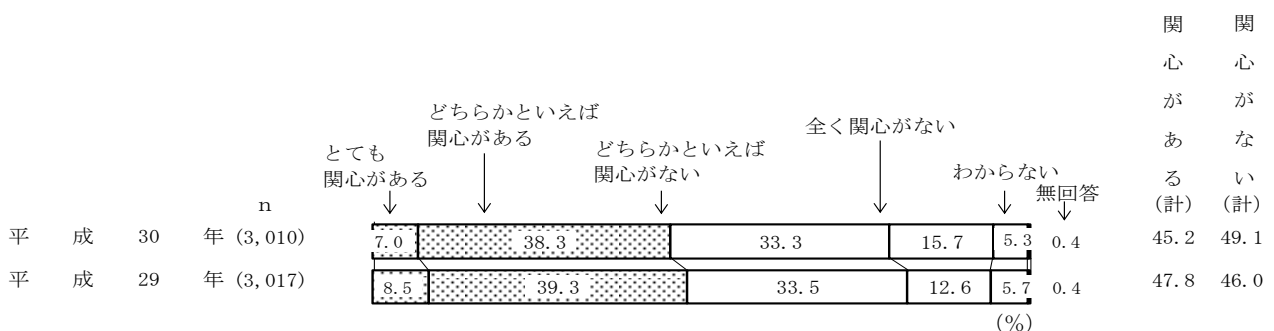 関心がある(計)
関心がない(計)
どちらかといえば
関心がある
全く関心がない
とても
関心がある
どちらかといえば
関心がない
わからない
無回答
n
平成30年(3,010) 7.0 38.3 33.3 15.7 5.3 0.4 45.2 49.1
平成29年(3,017) 8.5 39.3 33.5 12.6 5.7 0.4 47.8 46.0
(%)